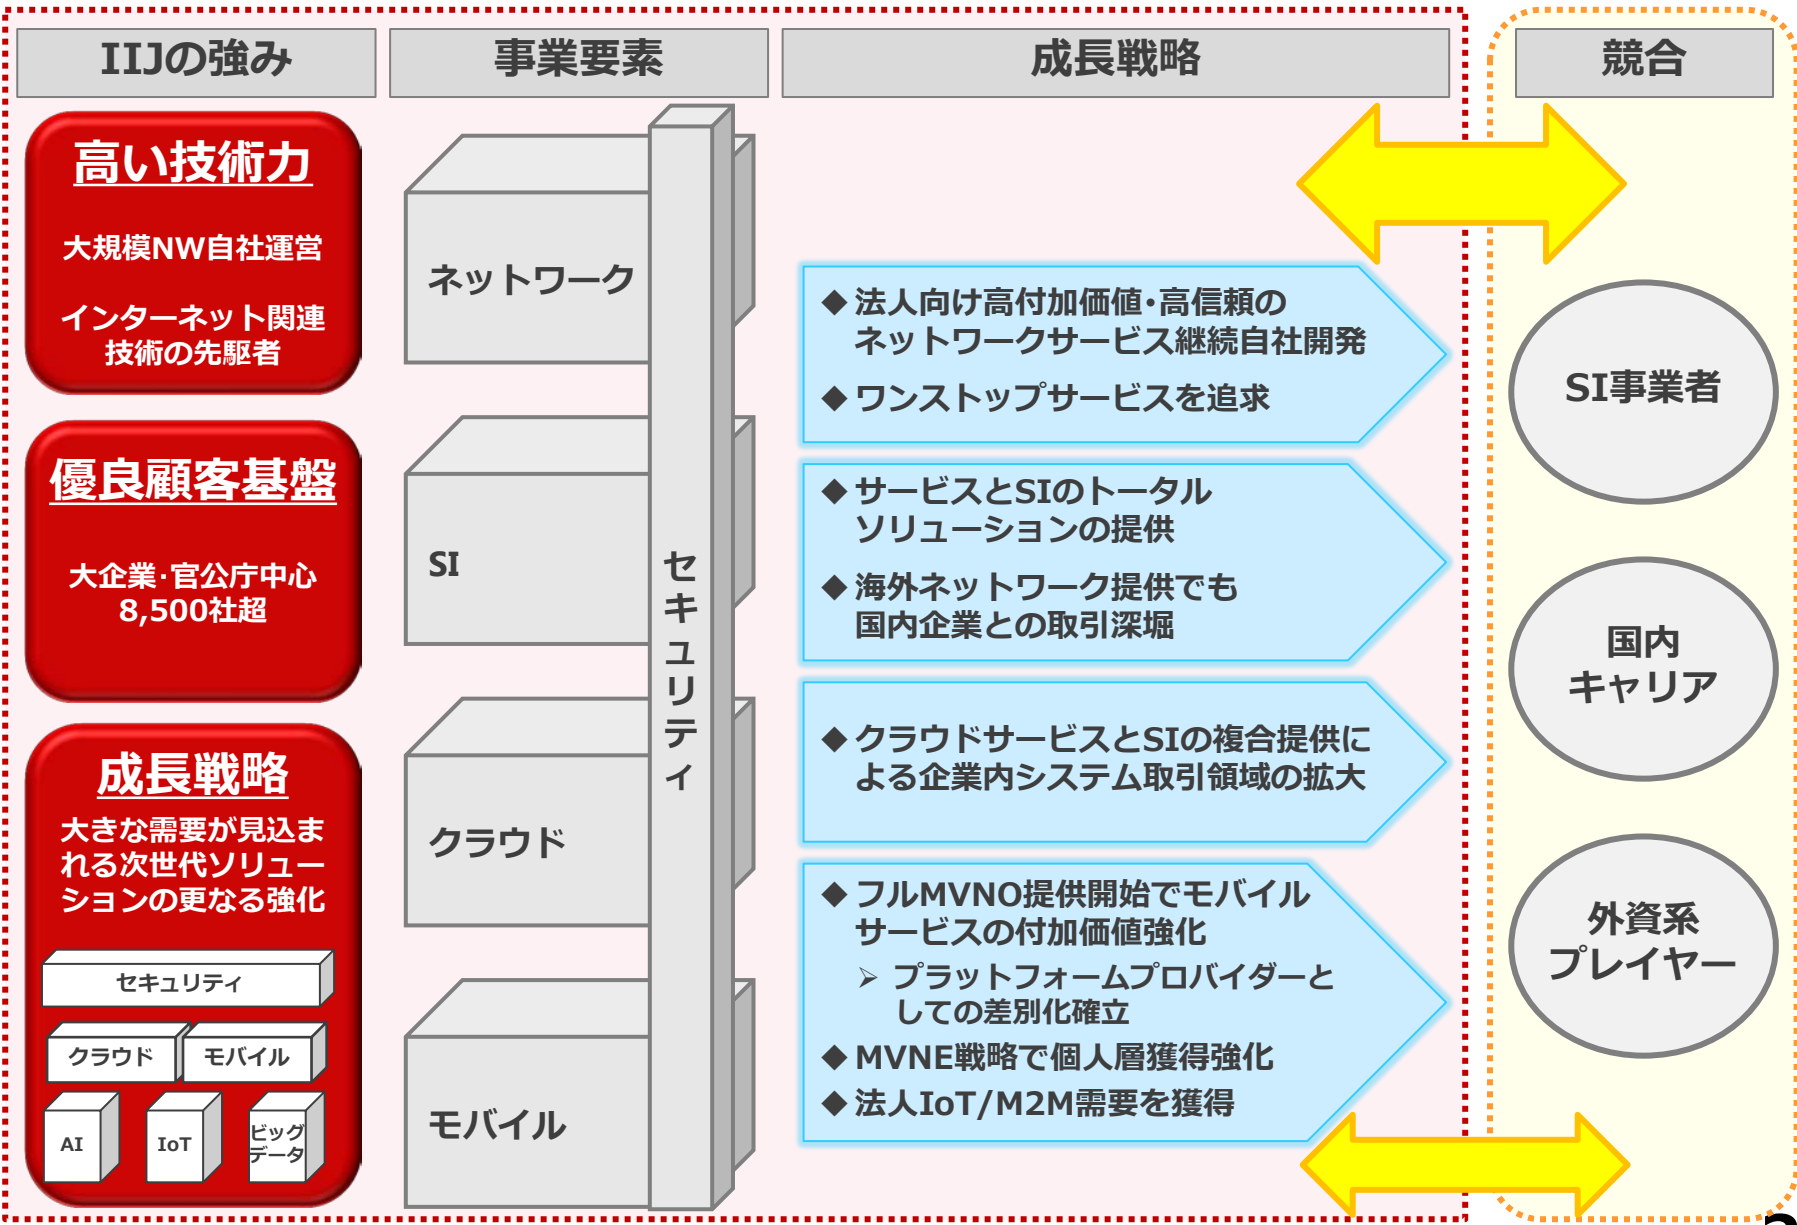 IIJの強み
事業要素
成長戦略
競合
高い技術力
大規模NW自社運営
インターネット関連
技術の先駆者
優良顧客基盤
大企業・官公庁中心
8,500社超
成長戦略
大きな需要が見込ま
れる次世代ソリュー
ションの更なる強化
セキュリティ
クラウド
モバイル
AI
IoT
ビッグ
データ
ネットワーク
SI
クラウド
モバイル
セキュリティ
◆法人向け高付加価値・高信頼の
ネットワークサービス継続自社開発
◆ワンストップサービスを追求
◆サービスとSIのトータル
ソリューションの提供
◆海外ネットワーク提供でも
国内企業との取引深堀
◆クラウドサービスとSIの複合提供に
よる企業内システム取引領域の拡大
◆フルMVNO提供開始でモバイル
サービスの付加価値強化
➢ プラットフォームプロバイダーと
しての差別化確立
◆MVNE戦略で個人層獲得強化
◆法人IoT/M2M需要を獲得
SI事業者
国内
キャリア
外資系
プレイヤー